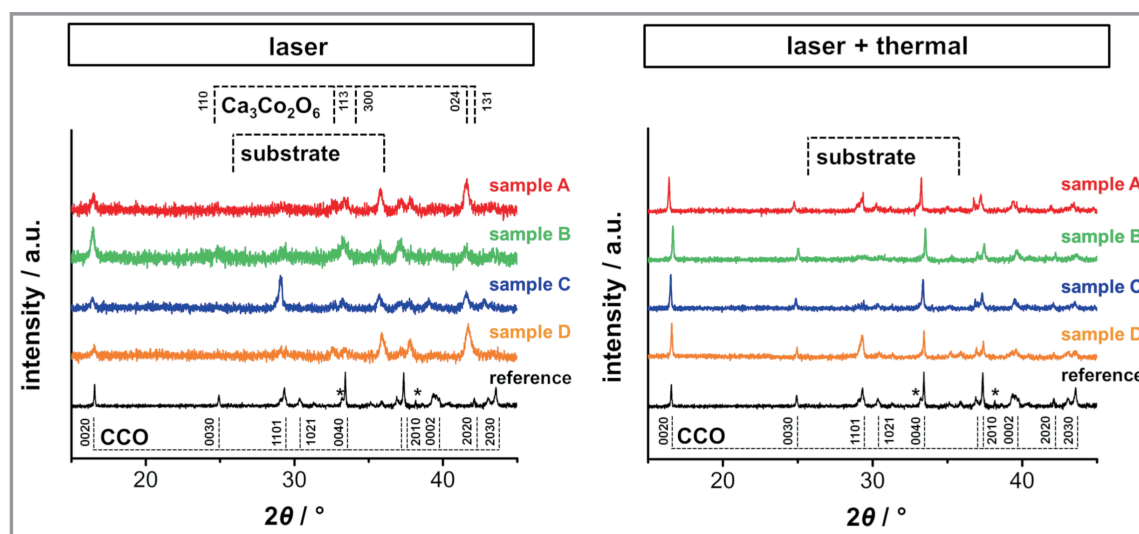 laser
110
Ca3Co2O6
113
300
024
131
substrate
sample A
sample B
sample C
sample D
reference
*
*
0020
CCO
0030
1101
1021
0040
2010
0002
2020
2030
20
30
40
2θ / °
intensity / a.u.
laser + thermal
substrate
sample A
sample B
sample C
sample D
reference
*
*
0020
CCO
0030
1101
1021
0040
2010
0002
2020
2030
20
30
40
2θ / °
intensity / a.u.